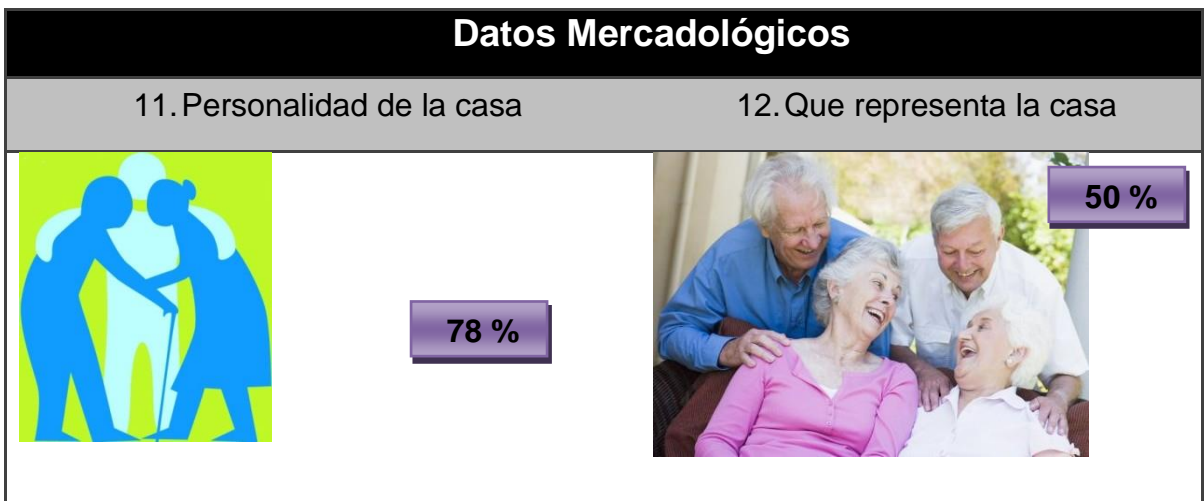 Datos Mercadológicos
11.Personalidad de la casa
12.Que representa la casa
50 %
78 %